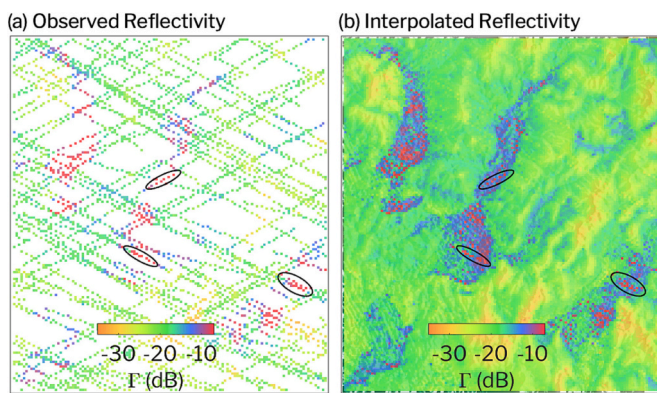 (a) Observed Reflectivity
(b) Interpolated Reflectivity
-30 -20 -10
Γ (dB)
-30 -20 -10
Γ (dB)